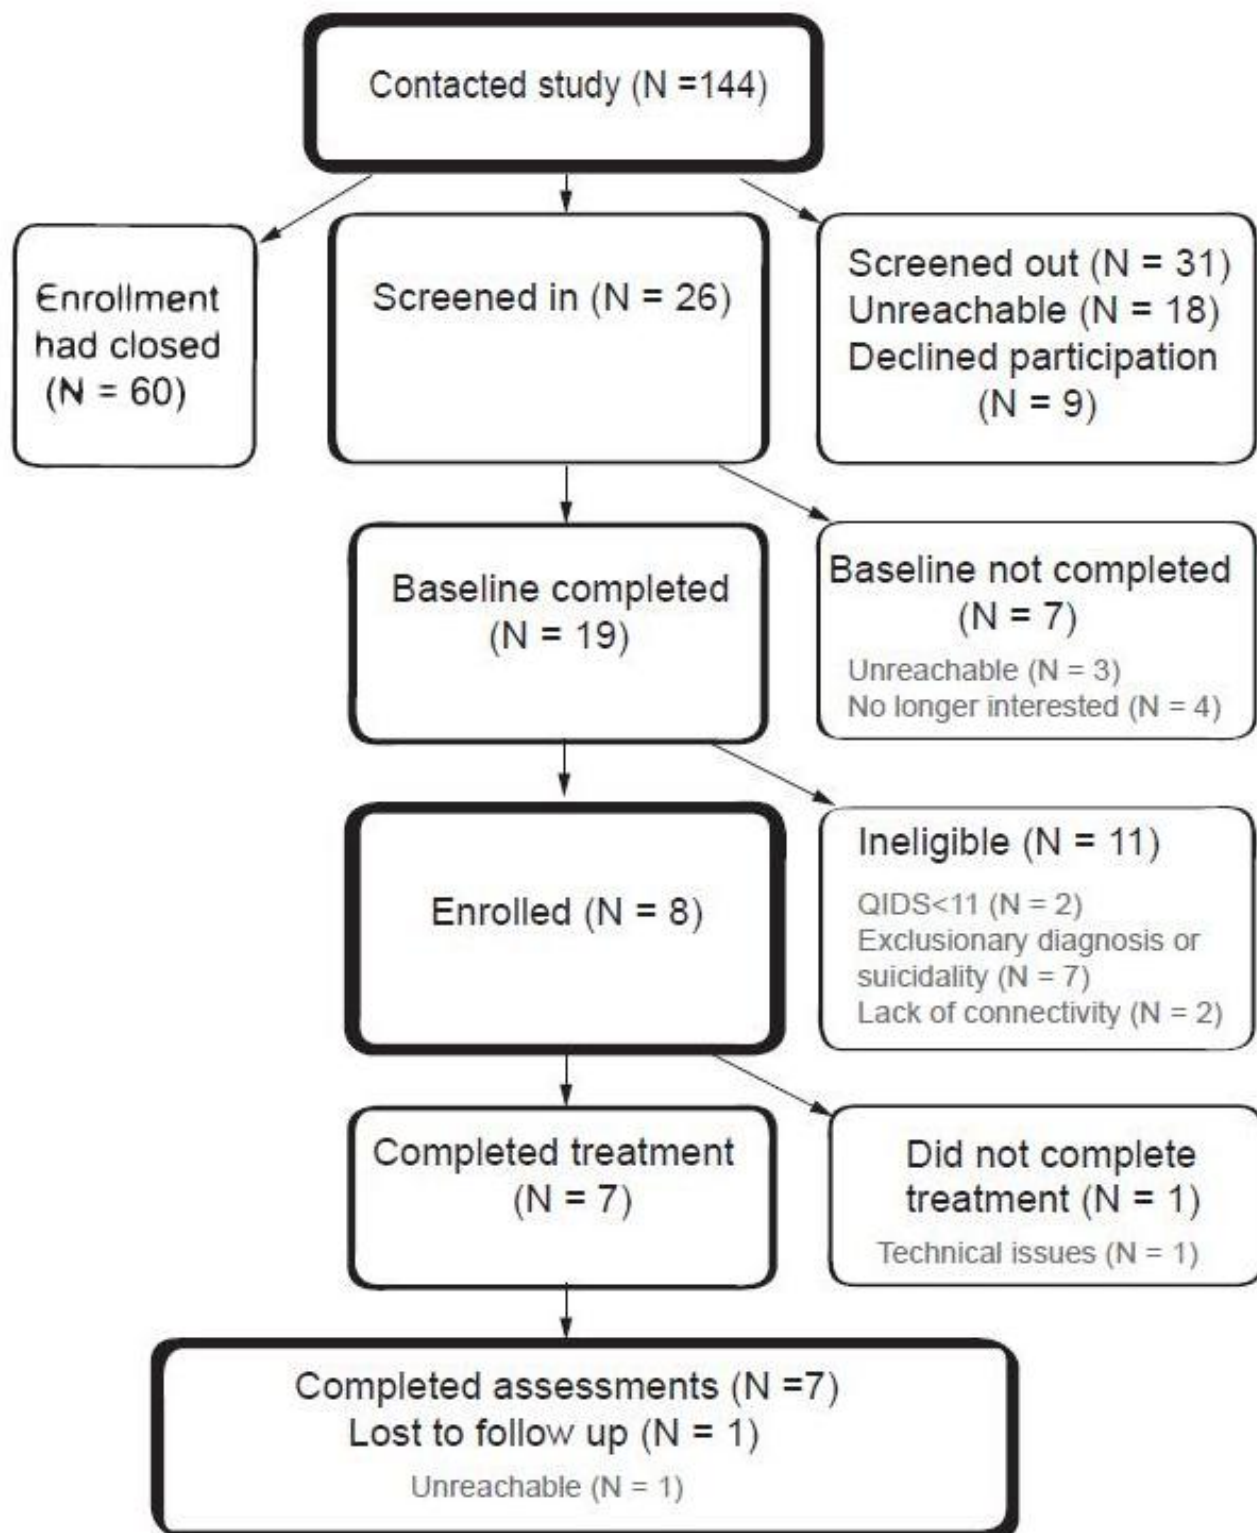 Contacted study (N =144)
Enrollment
had closed
(N = 60)
Screened in (N = 26)
Screened out (N = 31)
Unreachable (N = 18)
Declined participation
(N = 9)
Baseline completed
(N = 19)
Baseline not completed
(N = 7)
Unreachable (N = 3)
No longer interested (N = 4)
Enrolled (N = 8)
Ineligible (N = 11)
QIDS<11 (N = 2)
Exclusionary diagnosis or
suicidality (N = 7)
Lack of connectivity (N = 2)
Completed treatment
(N = 7)
Did not complete
treatment (N = 1)
Technical issues (N = 1)
Completed assessments (N =7)
Lost to follow up (N = 1)
Unreachable (N = 1)